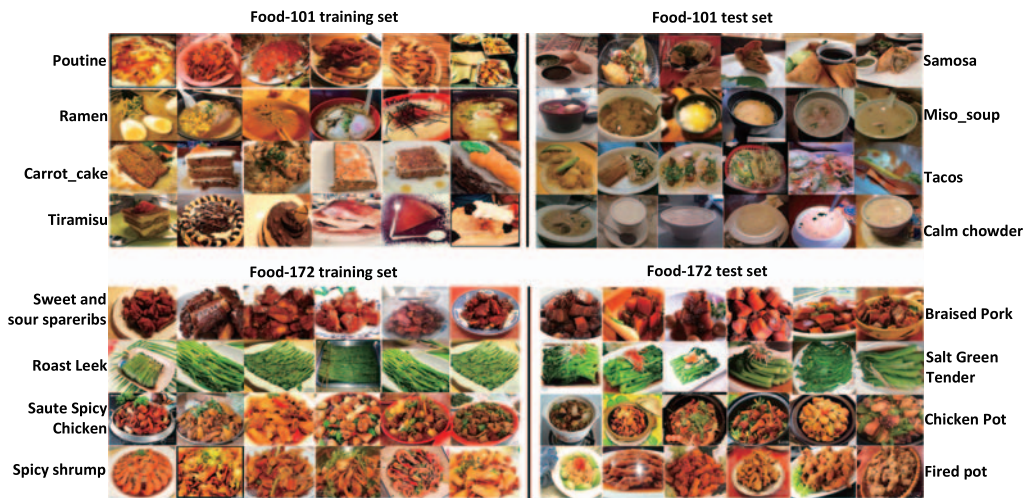 Food-101 training set
Food-101 test set
Poutine
Samosa
Ramen
Miso_soup
Carrot_cake
Tacos
Tiramisu
Calm chowder
Food-172 training set
Food-172 test set
Sweet and
sour spareribs
Braised Pork
Roast Leek
Salt Green
Tender
Saute Spicy
Chicken
Chicken Pot
Spicy shrump
Fired pot